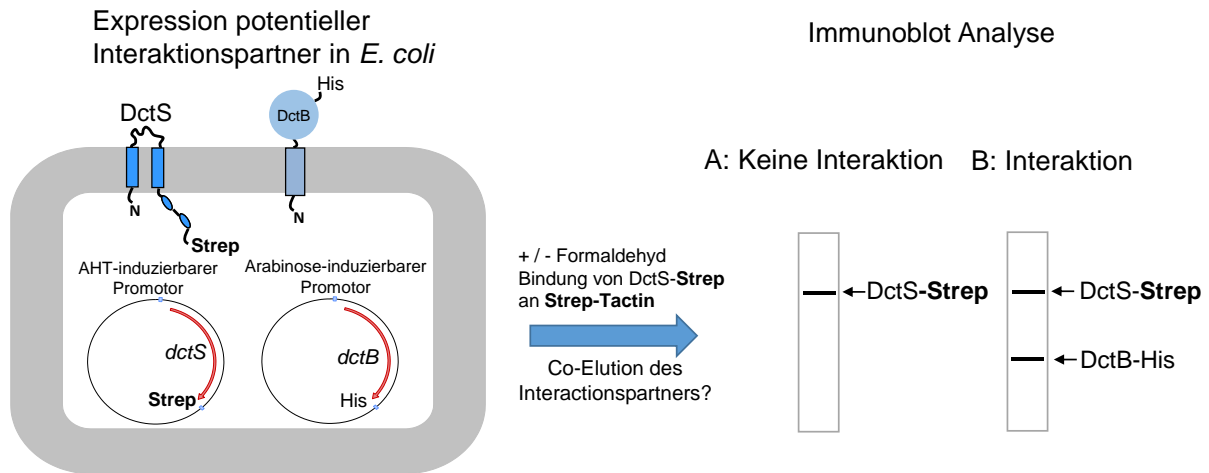 Expression potentieller
Interaktionspartner in E. coli
His
DctS
DctB
N
N
Strep
AHT-induzierbarer
Promotor
Arabinose-induzierbarer
Promotor
dctS
dctB
Strep
His
+ / - Formaldehyd
Bindung von DctS-Strep
an Strep-Tactin
Co-Elution des
Interactionspartners?
Immunoblot Analyse
A: Keine Interaktion
B: Interaktion
DctS-Strep
DctS-Strep
DctB-His